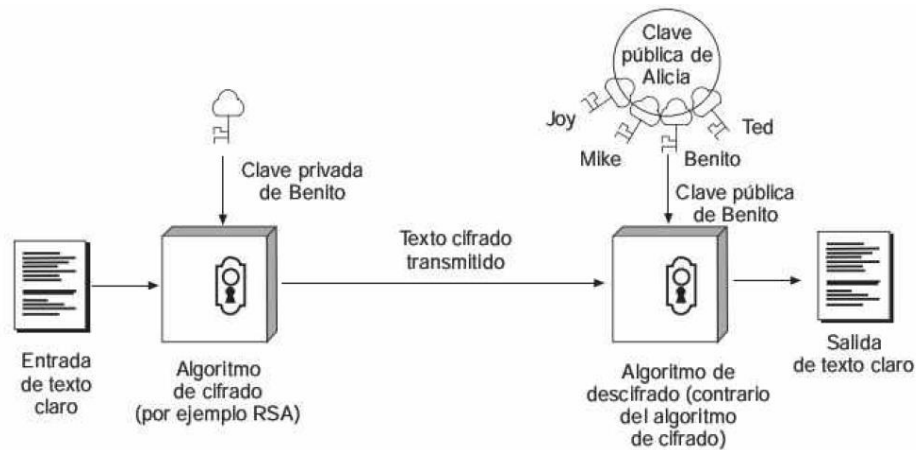 Clave
pública de
Alicia
Joy
Mike
Benito
Ted
Clave privada
de Benito
Clave pública
de Benito
Texto cifrado
transmitido
Entrada
de texto
claro
Algoritmo
de cifrado
(por ejemplo RSA)
Algoritmo de
descifrado (contrario
del algoritmo
de cifrado)
Salida
de texto claro